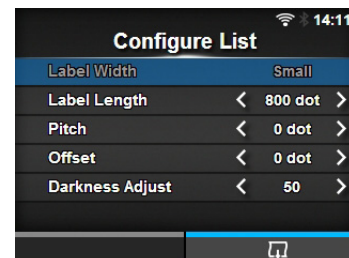 14:11
Configure List
Label Width Small
Label Length 800 dot
Pitch 0 dot
Offset 0 dot
Darkness Adjust 50